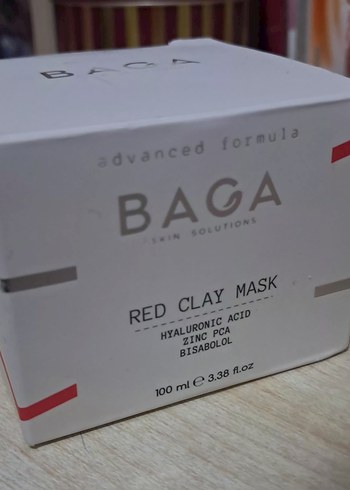 BAGA
advanced formula
BAGA
SKIN SOLUTIONS
RED CLAY MASK
HYALURONIC ACID
ZINC PCA
BISABOLOL
100 ml ℮ 3.38 fl.oz